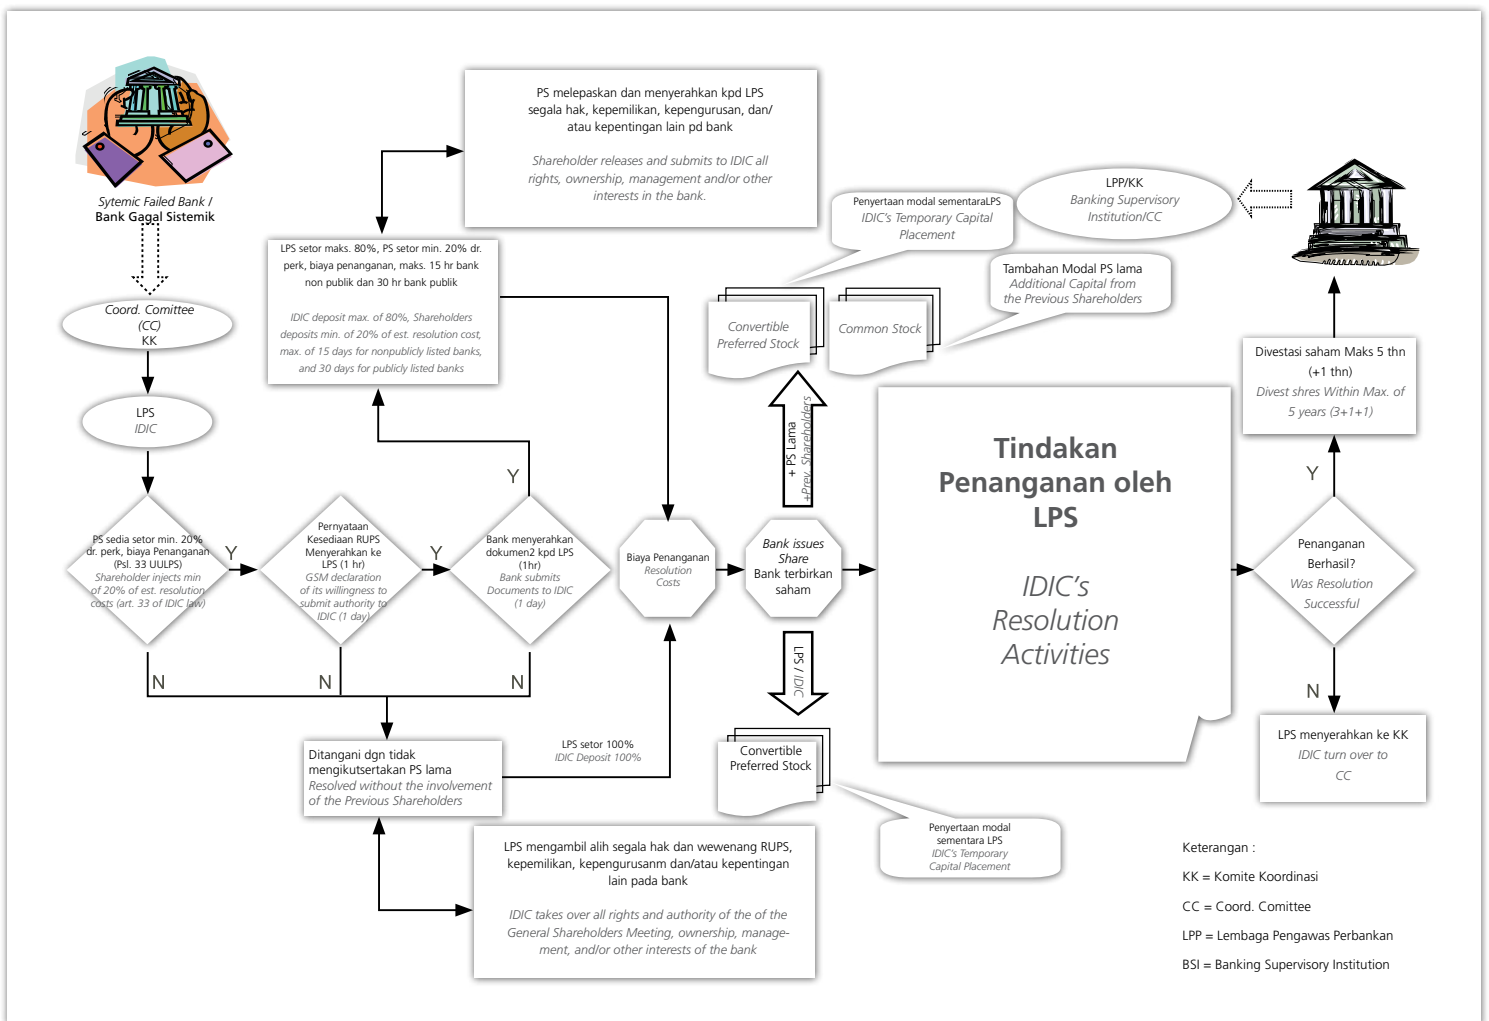 Sytemic Failed Bank /
Bank Gagal Sistemik
Coord. Comittee
(CC)
KK
LPS
IDIC
PS sedia setor min. 20%
dr. perk, biaya Penanganan
(Psl. 33 UULPS)
Shareholder injects min
of 20% of est. resolution
costs (art. 33 of IDIC law)
Y
N
Pernyataan
Kesediaan RUPS
Menyerahkan ke
LPS (1 hr)
GSM declaration
of its willingness to
submit authority to
IDIC (1 day)
Y
N
Bank menyerahkan
dokumen2 kpd LPS
(1hr)
Bank submits
Documents to IDIC
(1 day)
Y
N
LPS setor maks. 80%, PS setor min. 20% dr.
perk, biaya penanganan, maks. 15 hr bank
non publik dan 30 hr bank publik
IDIC deposit max. of 80%, Shareholders
deposits min. of 20% of est. resolution cost,
max. of 15 days for nonpublicly listed banks,
and 30 days for publicly listed banks
PS melepaskan dan menyerahkan kpd LPS
segala hak, kepemilikan, kepengurusan, dan/
atau kepentingan lain pd bank
Shareholder releases and submits to IDIC all
rights, ownership, management and/or other
interests in the bank.
Ditangani dgn tidak
mengikutsertakan PS lama
Resolved without the involvement
of the Previous Shareholders
LPS setor 100%
IDIC Deposit 100%
LPS mengambil alih segala hak dan wewenang RUPS,
kepemilikan, kepengurusanm dan/atau kepentingan
lain pada bank
IDIC takes over all rights and authority of the of the
General Shareholders Meeting, ownership, manage-
ment, and/or other interests of the bank
Biaya Penanganan
Resolution
Costs
Bank issues
Share
Bank terbirkan
saham
+ PS Lama
+Prev. Shareholders
Convertible
Preferred Stock
Common Stock
Penyertaan modal sementaraLPS
IDIC's Temporary Capital
Placement
Tambahan Modal PS lama
Additional Capital from
the Previous Shareholders
LPS / IDIC
Convertible
Preferred Stock
Penyertaan modal
sementara LPS
IDIC's Temporary
Capital Placement
Tindakan
Penanganan oleh
LPS
IDIC's
Resolution
Activities
Penanganan
Berhasil?
Was Resolution
Successful
Y
N
Divestasi saham Maks 5 thn
(+1 thn)
Divest shres Within Max. of
5 years (3+1+1)
LPP/KK
Banking Supervisory
Institution/CC
LPS menyerahkan ke KK
IDIC turn over to
CC
Keterangan :
KK = Komite Koordinasi
CC = Coord. Comittee
LPP = Lembaga Pengawas Perbankan
BSI = Banking Supervisory Institution